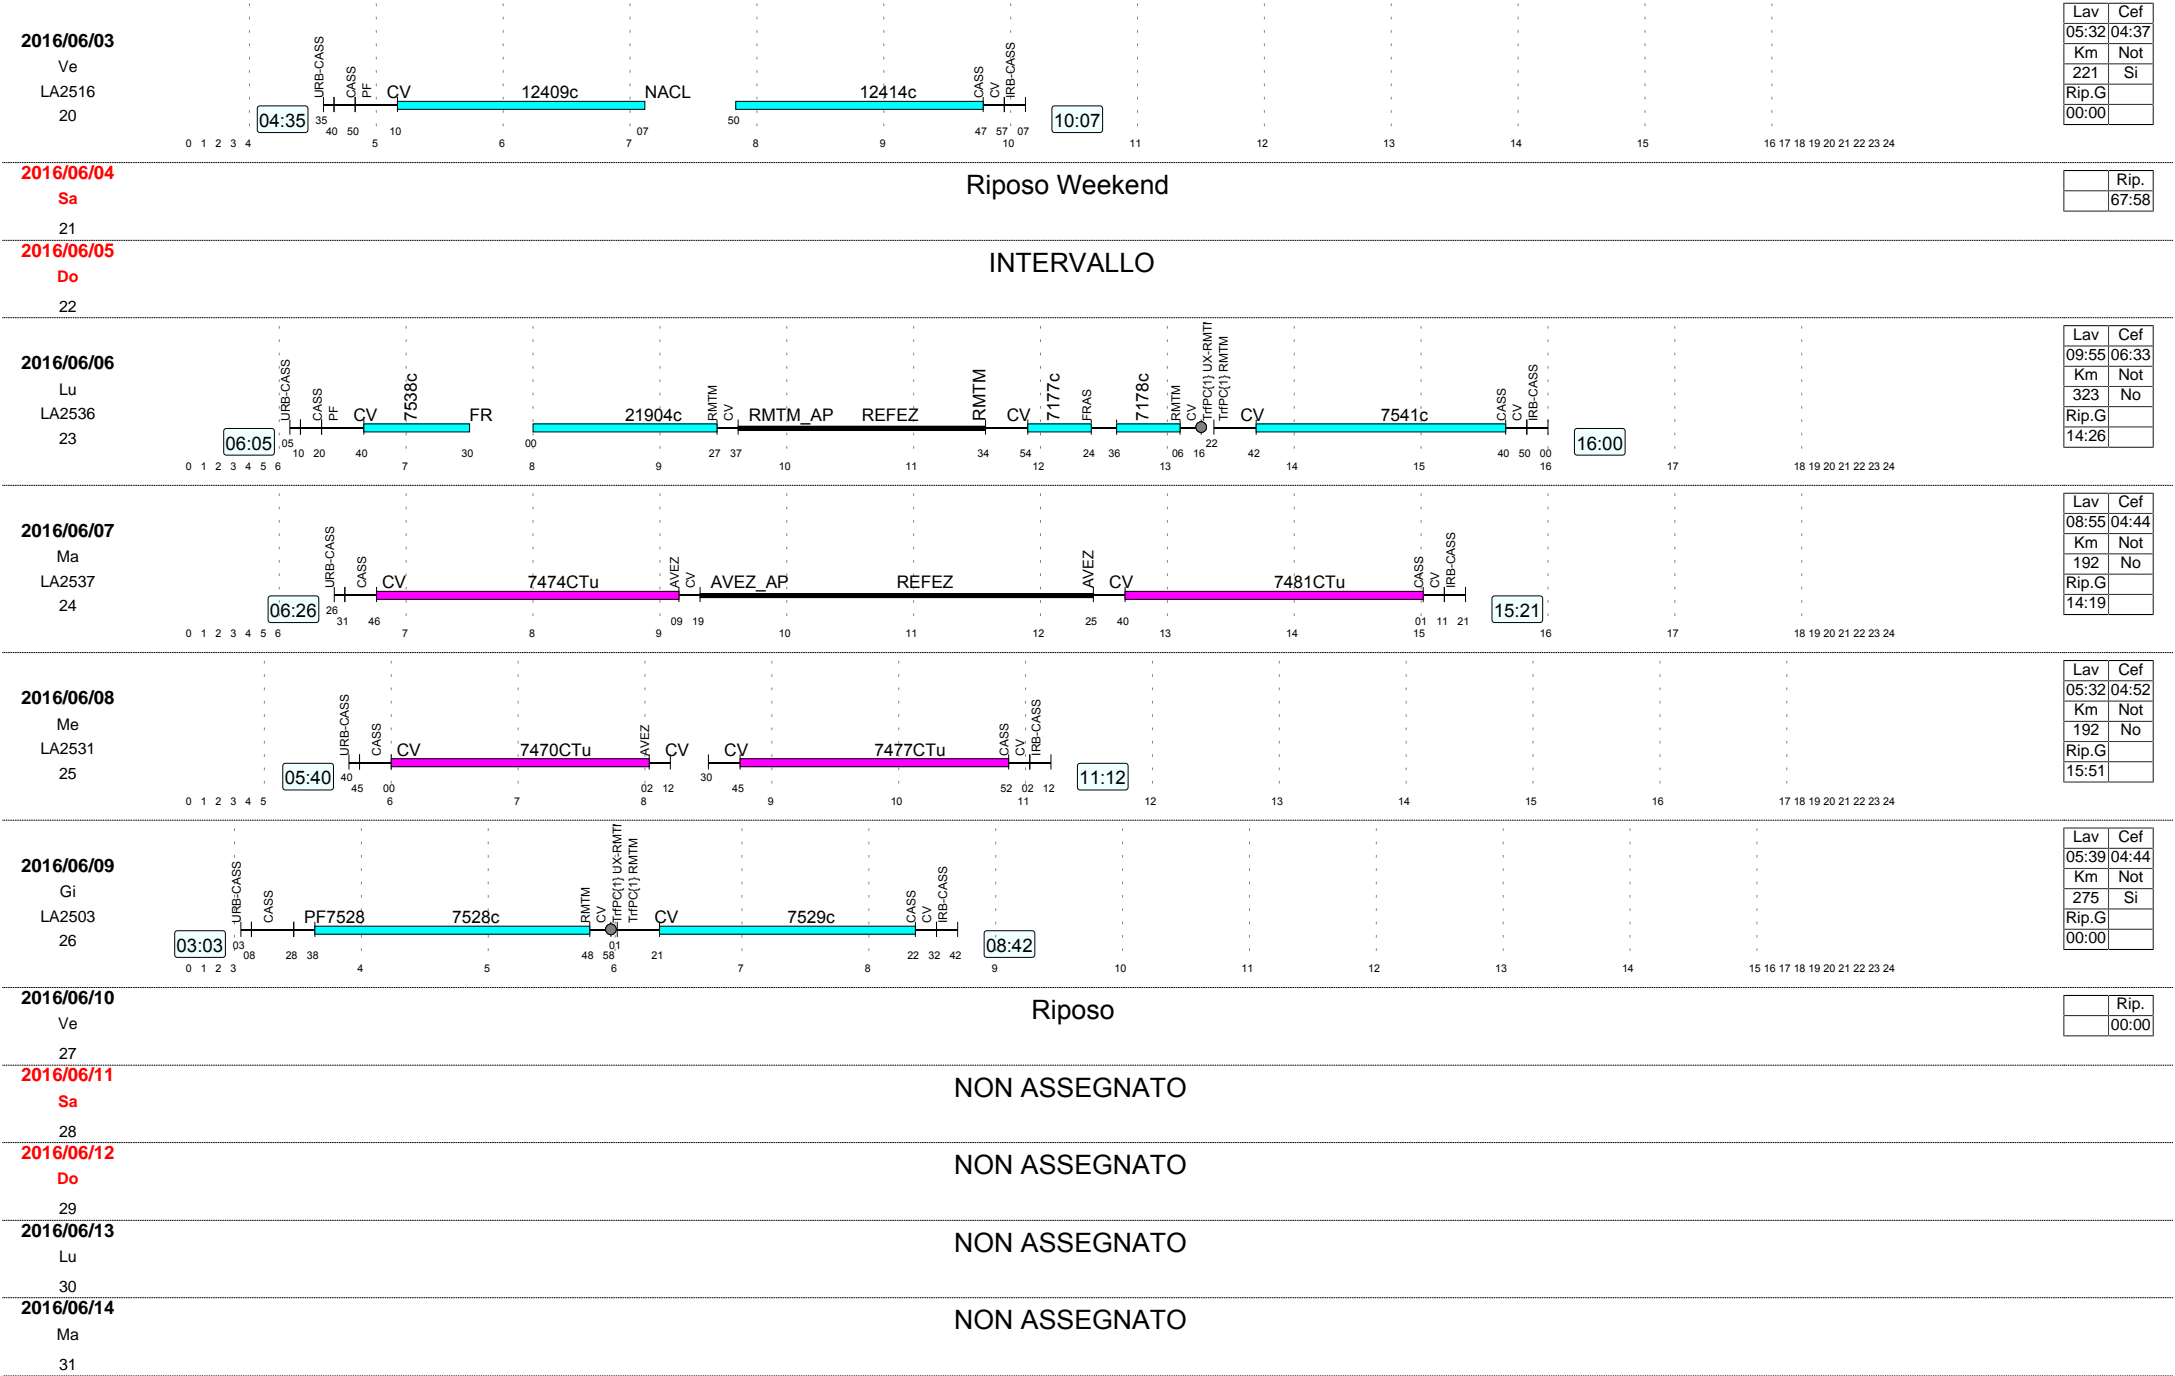 2016/06/03
Ve
LA2516
20
04:35
URB-CASS CASS PF CV 12409c NACL 12414c CASS CV IRB-CASS
35 40 50 10 07 50 47 57 07
10:07
0 1 2 3 4 5 6 7 8 9 10 11 12 13 14 15 16 17 18 19 20 21 22 23 24
Lav Cef
05:32 04:37
Km Not
221 Si
Rip.G
00:00
2016/06/04
Sa
21
Riposo Weekend
Rip.
67:58
2016/06/05
Do
22
INTERVALLO
2016/06/06
Lu
LA2536
23
06:05
URB-CASS CASS PF CV 7538c FR 21904c RMTM CV RMTM_AP REFEZ RMTM CV 7177c FRAS 7178c RMTM CV TrfPC{1} UX-RMT TrfPC{1} RMTM CV 7541c CASS CV IRB-CASS
05 10 20 40 30 00 27 37 34 54 24 36 06 16 22 42 40 50 00
16:00
0 1 2 3 4 5 6 7 8 9 10 11 12 13 14 15 16 17 18 19 20 21 22 23 24
Lav Cef
09:55 06:33
Km Not
323 No
Rip.G
14:26
2016/06/07
Ma
LA2537
24
06:26
URB-CASS CASS CV 7474CTu AVEZ CV AVEZ_AP REFEZ AVEZ CV 7481CTu CASS CV IRB-CASS
26 31 46 09 19 25 40 01 11 21
15:21
0 1 2 3 4 5 6 7 8 9 10 11 12 13 14 15 16 17 18 19 20 21 22 23 24
Lav Cef
08:55 04:44
Km Not
192 No
Rip.G
14:19
2016/06/08
Me
LA2531
25
05:40
URB-CASS CASS CV 7470CTu AVEZ CV CV 7477CTu CASS CV IRB-CASS
40 45 00 02 12 30 45 52 02 12
11:12
0 1 2 3 4 5 6 7 8 9 10 11 12 13 14 15 16 17 18 19 20 21 22 23 24
Lav Cef
05:32 04:52
Km Not
192 No
Rip.G
15:51
2016/06/09
Gi
LA2503
26
03:03
URB-CASS CASS PF7528 7528c RMTM CV TrfPC{1} UX-RMT TrfPC{1} RMTM CV 7529c CASS CV IRB-CASS
03 08 28 38 48 58 01 21 22 32 42
08:42
0 1 2 3 4 5 6 7 8 9 10 11 12 13 14 15 16 17 18 19 20 21 22 23 24
Lav Cef
05:39 04:44
Km Not
275 Si
Rip.G
00:00
2016/06/10
Ve
27
Riposo
Rip.
00:00
2016/06/11
Sa
28
NON ASSEGNATO
2016/06/12
Do
29
NON ASSEGNATO
2016/06/13
Lu
30
NON ASSEGNATO
2016/06/14
Ma
31
NON ASSEGNATO